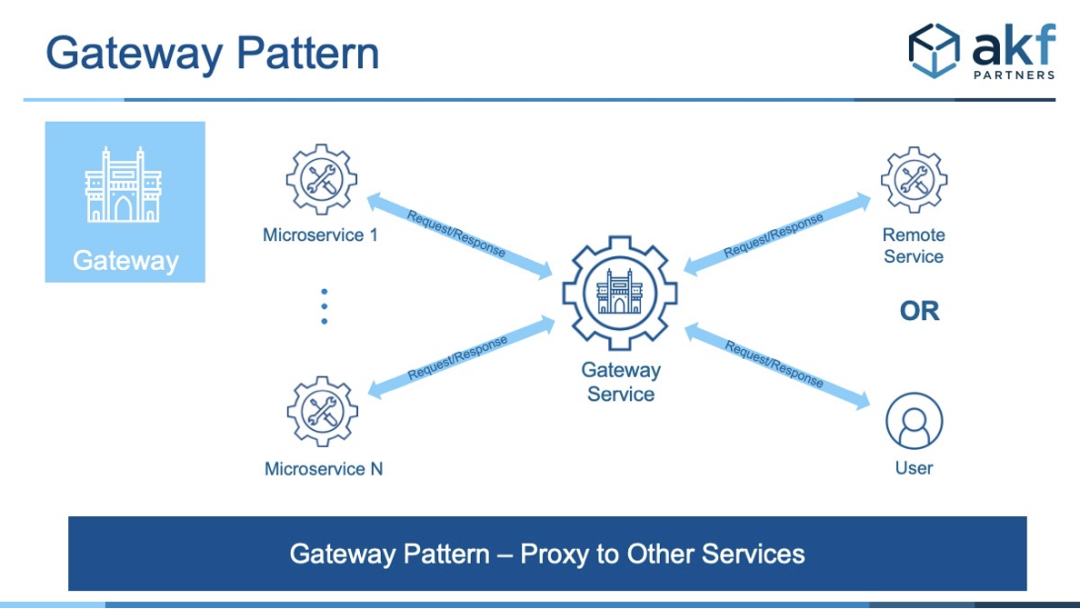 Gateway Pattern
akf
PARTNERS
Gateway
Microservice 1
Request/Response
Request/Response
Remote
Service
OR
Gateway
Service
Request/Response
Request/Response
Microservice N
User
Gateway Pattern – Proxy to Other Services